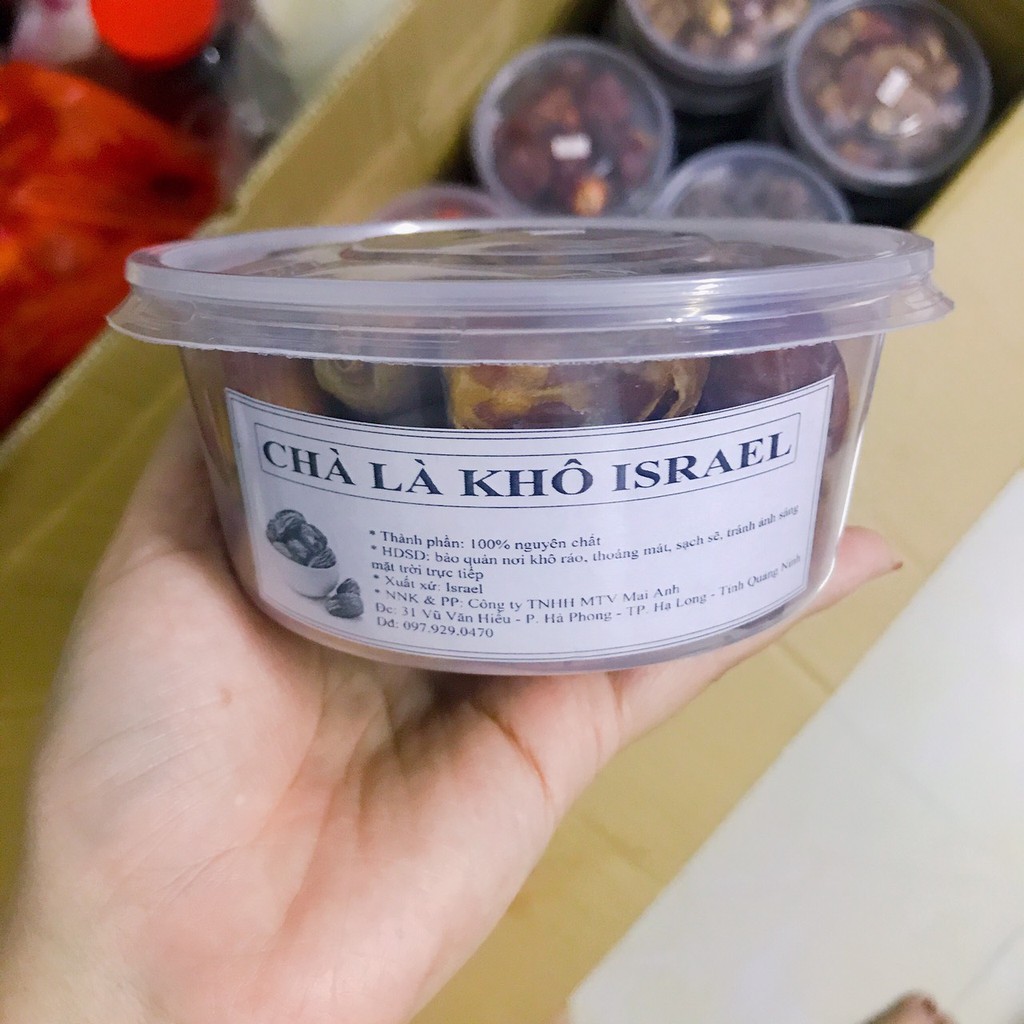 CHÀ LÀ KHÔ ISRAEL
* Thành phần: 100% nguyên chất
* HDSD: bảo quản nơi khô ráo, thoáng mát, sạch sẽ, tránh ánh sáng
mặt trời trực tiếp
* Xuất xứ: Israel
* NNK & PP: Công ty TNHH MTV Mai Anh
Đc: 31 Vũ Văn Hiếu - P. Hà Phong - TP. Hạ Long - Tỉnh Quảng Ninh
Dđ: 097.929.0470